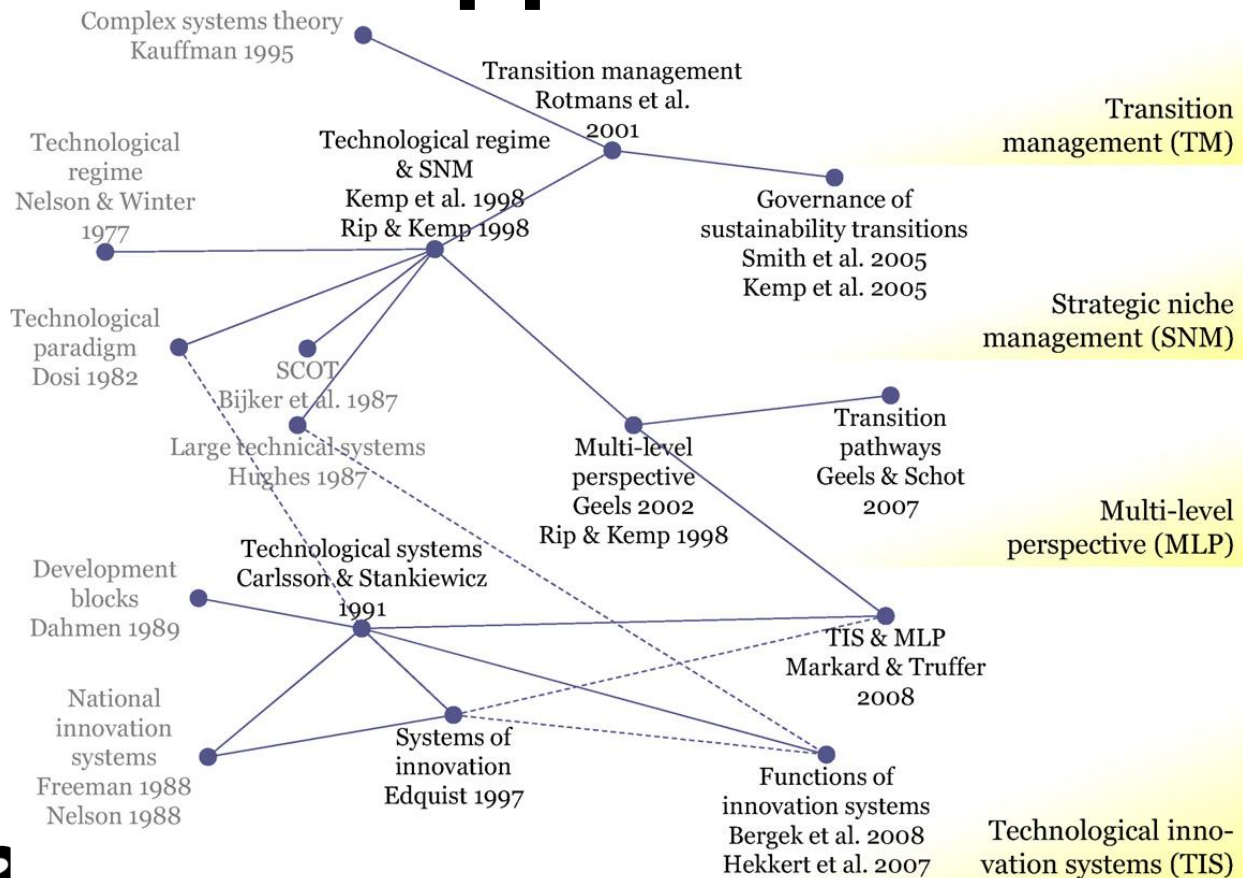 Complex systems theory
Kauffman 1995
Transition management
Rotmans et al.
2001
Transition
management (TM)
Technological
regime
Nelson & Winter
1977
Technological regime
& SNM
Kemp et al. 1998
Rip & Kemp 1998
Governance of
sustainability transitions
Smith et al. 2005
Kemp et al. 2005
Strategic niche
management (SNM)
Technological
paradigm
Dosi 1982
SCOT
Bijker et al. 1987
Large technical systems
Hughes 1987
Multi-level
perspective
Geels 2002
Rip & Kemp 1998
Transition
pathways
Geels & Schot
2007
Multi-level
perspective (MLP)
Development
blocks
Dahmen 1989
Technological systems
Carlsson & Stankiewicz
1991
TIS & MLP
Markard & Truffer
2008
National
innovation
systems
Freeman 1988
Nelson 1988
Systems of
innovation
Edquist 1997
Functions of
innovation systems
Bergek et al. 2008
Hekkert et al. 2007
Technological inno-
vation systems (TIS)